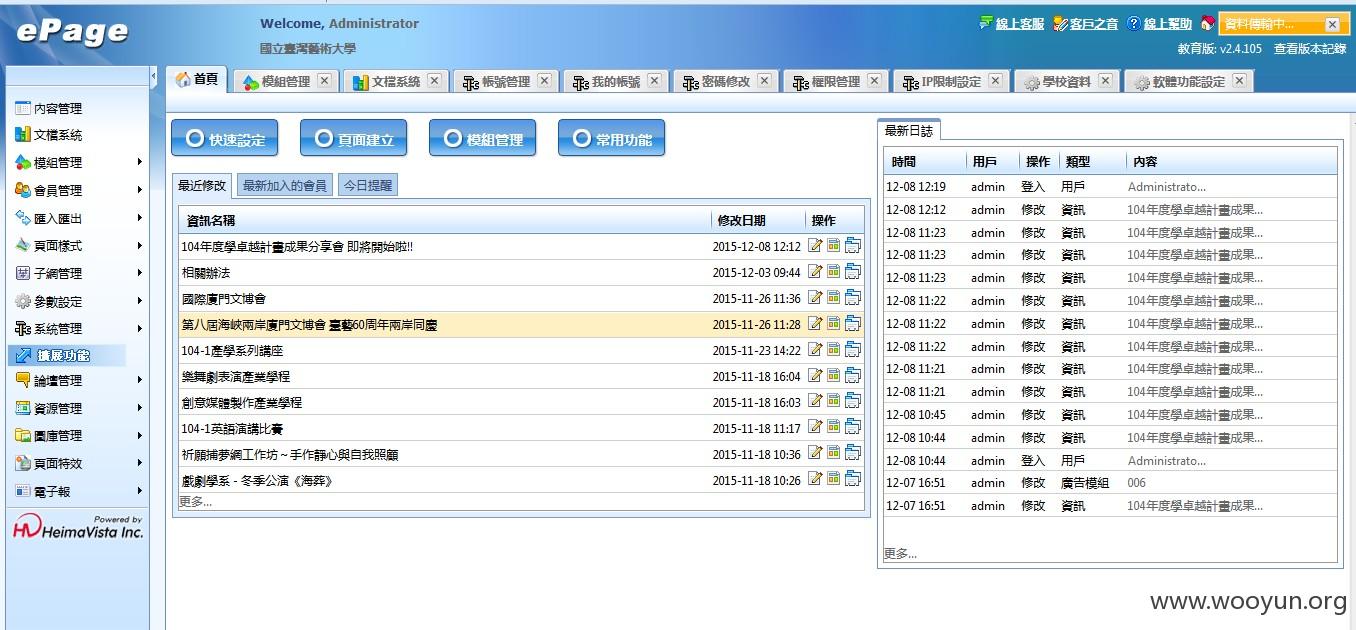 ePage
Welcome, Administrator
國立臺灣藝術大學
線上客服 客戶之音 線上幫助 資料傳輸中...
教育版: v2.4.105 查看版本記錄
首頁 模組管理 文檔系統 帳號管理 我的帳號 密碼修改 權限管理 IP限制設定 學校資料 軟體功能設定
內容管理
文檔系統
模組管理
會員管理
匯入匯出
頁面樣式
子網管理
參數設定
系統管理
擴展功能
論壇管理
資源管理
圖庫管理
頁面特效
電子報
Powered by
HeimaVista Inc.
快速設定 頁面建立 模組管理 常用功能
最近修改 最新加入的會員 今日提醒
資訊名稱 修改日期 操作
104年度學卓越計畫成果分享會 即將開始啦!! 2015-12-08 12:12
相關辦法 2015-12-03 09:44
國際廈門文博會 2015-11-26 11:36
第八屆海峽兩岸廈門文博會 臺藝60周年兩岸同慶 2015-11-26 11:28
104-1產學系列講座 2015-11-23 14:22
樂舞劇表演產業學程 2015-11-18 16:04
創意媒體製作產業學程 2015-11-18 16:03
104-1英語演講比賽 2015-11-18 11:17
祈願捕夢網工作坊～手作靜心與自我照顧 2015-11-18 10:36
戲劇學系 - 冬季公演《海葬》 2015-11-18 10:26
更多...
最新日誌
時間 用戶 操作 類型 內容
12-08 12:19 admin 登入 用戶 Administrato...
12-08 12:12 admin 修改 資訊 104年度學卓越計畫成果...
12-08 11:23 admin 修改 資訊 104年度學卓越計畫成果...
12-08 11:23 admin 修改 資訊 104年度學卓越計畫成果...
12-08 11:23 admin 修改 資訊 104年度學卓越計畫成果...
12-08 11:22 admin 修改 資訊 104年度學卓越計畫成果...
12-08 11:22 admin 修改 資訊 104年度學卓越計畫成果...
12-08 11:22 admin 修改 資訊 104年度學卓越計畫成果...
12-08 11:21 admin 修改 資訊 104年度學卓越計畫成果...
12-08 11:21 admin 修改 資訊 104年度學卓越計畫成果...
12-08 10:45 admin 修改 資訊 104年度學卓越計畫成果...
12-08 10:44 admin 修改 資訊 104年度學卓越計畫成果...
12-08 10:44 admin 登入 用戶 Administrato...
12-07 16:51 admin 修改 廣告模組 006
12-07 16:51 admin 修改 資訊 104年度學卓越計畫成果...
更多...
www.wooyun.org